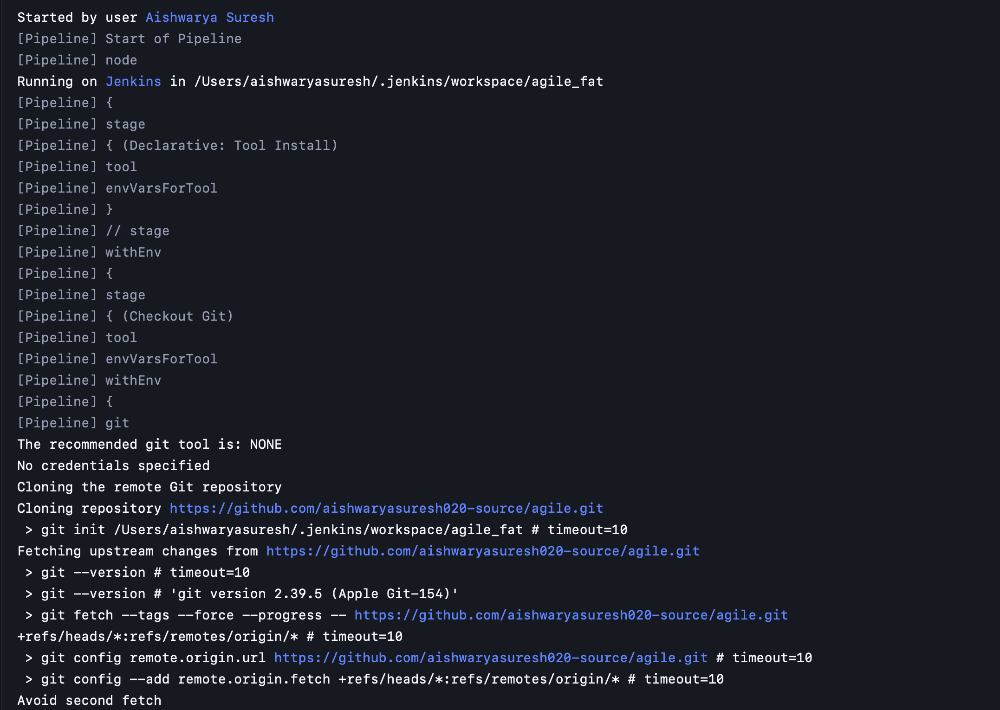 Started by user Aishwarya Suresh
[Pipeline] Start of Pipeline
[Pipeline] node
Running on Jenkins in /Users/aishwaryasuresh/.jenkins/workspace/agile_fat
[Pipeline] {
[Pipeline] stage
[Pipeline] { (Declarative: Tool Install)
[Pipeline] tool
[Pipeline] envVarsForTool
[Pipeline] }
[Pipeline] // stage
[Pipeline] withEnv
[Pipeline] {
[Pipeline] stage
[Pipeline] { (Checkout Git)
[Pipeline] tool
[Pipeline] envVarsForTool
[Pipeline] withEnv
[Pipeline] {
[Pipeline] git
The recommended git tool is: NONE
No credentials specified
Cloning the remote Git repository
Cloning repository https://github.com/aishwaryasuresh020-source/agile.git
 > git init /Users/aishwaryasuresh/.jenkins/workspace/agile_fat # timeout=10
Fetching upstream changes from https://github.com/aishwaryasuresh020-source/agile.git
 > git --version # timeout=10
 > git --version # 'git version 2.39.5 (Apple Git-154)'
 > git fetch --tags --force --progress -- https://github.com/aishwaryasuresh020-source/agile.git
+refs/heads/*:refs/remotes/origin/* # timeout=10
 > git config remote.origin.url https://github.com/aishwaryasuresh020-source/agile.git # timeout=10
 > git config --add remote.origin.fetch +refs/heads/*:refs/remotes/origin/* # timeout=10
Avoid second fetch